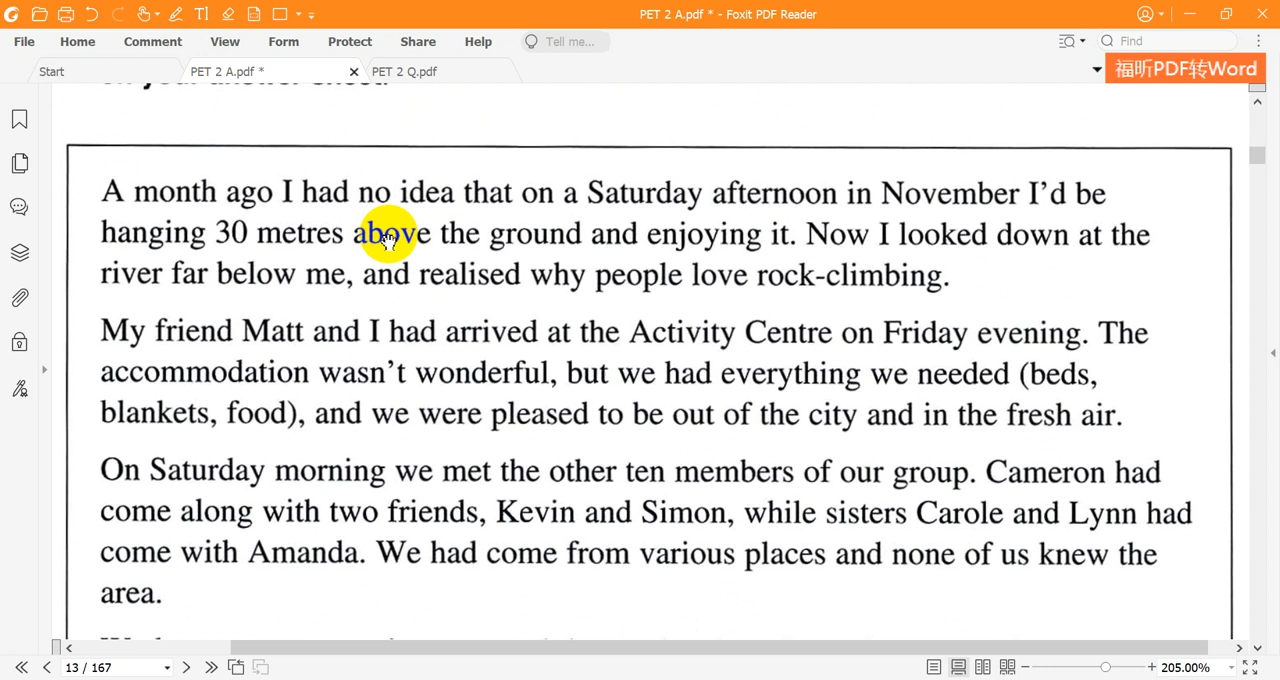 PET 2 A.pdf * - Foxit PDF Reader
File Home Comment View Form Protect Share Help Tell me... Find
Start PET 2 A.pdf * PET 2 Q.pdf 福昕PDF转Word
on your answer sheet.
A month ago I had no idea that on a Saturday afternoon in November I'd be
hanging 30 metres above the ground and enjoying it. Now I looked down at the
river far below me, and realised why people love rock-climbing.
My friend Matt and I had arrived at the Activity Centre on Friday evening. The
accommodation wasn't wonderful, but we had everything we needed (beds,
blankets, food), and we were pleased to be out of the city and in the fresh air.
On Saturday morning we met the other ten members of our group. Cameron had
come along with two friends, Kevin and Simon, while sisters Carole and Lynn had
come with Amanda. We had come from various places and none of us knew the
area.
13 / 167 205.00%